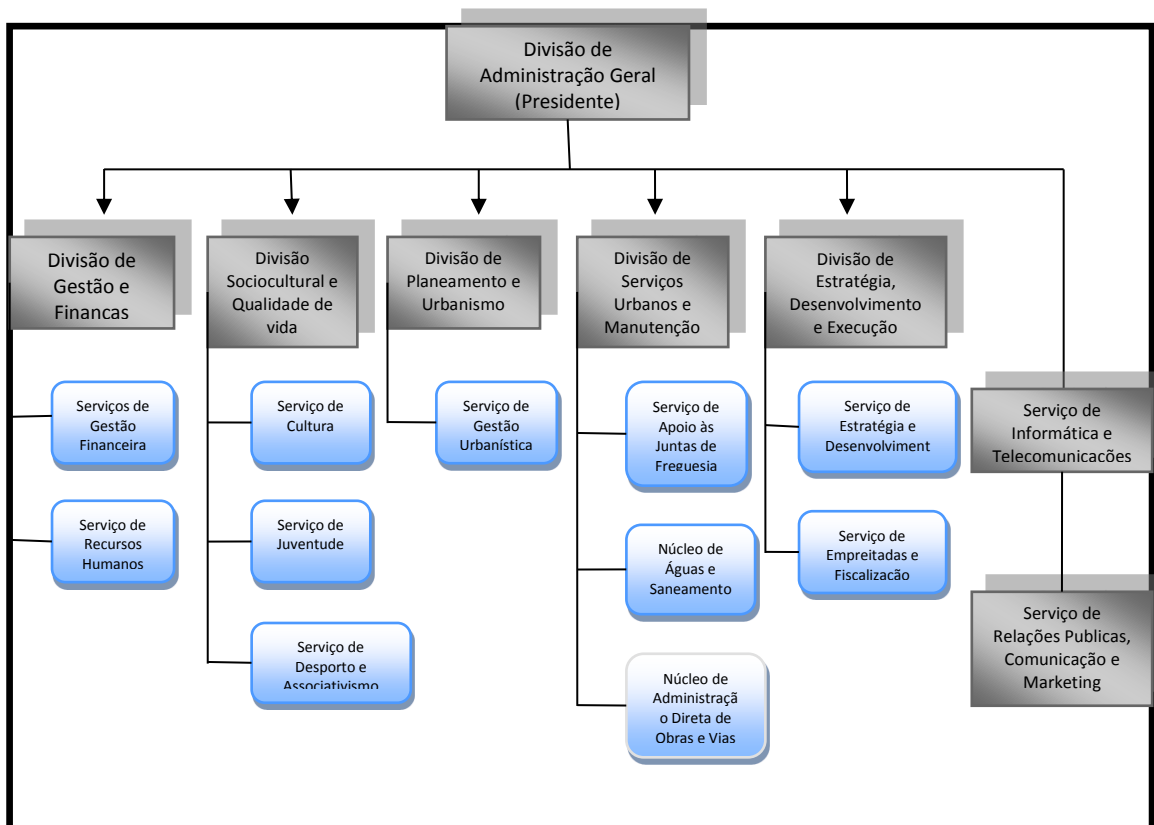 Divisão de
Administração Geral
(Presidente)
Divisão de
Gestão e
Financas
Divisão
Sociocultural e
Qualidade de
vida
Divisão de
Planeamento e
Urbanismo
Divisão de
Serviços
Urbanos e
Manutenção
Divisão de
Estratégia,
Desenvolvimento
e Execução
Serviços de
Gestão
Financeira
Serviço de
Cultura
Serviço de
Gestão
Urbanística
Serviço de
Apoio às
Juntas de
Freguesia
Serviço de
Estratégia e
Desenvolviment
Serviço de
Informática e
Telecomunicacões
Serviço de
Recursos
Humanos
Serviço de
Juventude
Núcleo de
Águas e
Saneamento
Serviço de
Empreitadas e
Fiscalizacão
Serviço de
Relações Publicas,
Comunicação e
Marketing
Serviço de
Desporto e
Associativismo
Núcleo de
Administraçã
o Direta de
Obras e Vias